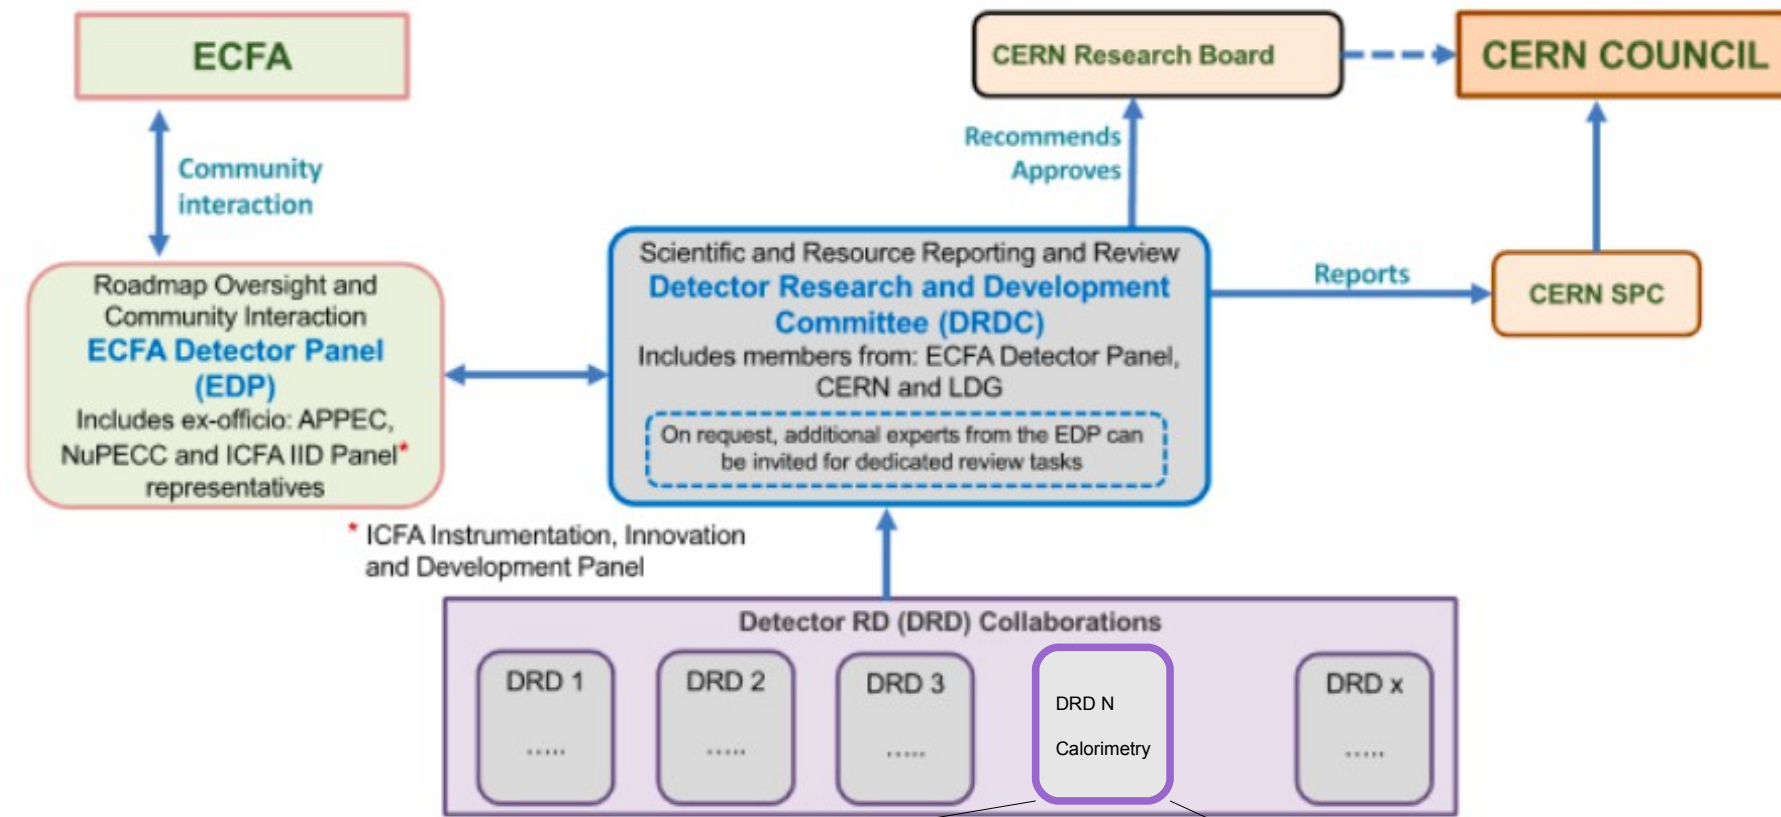 ECFA
CERN Research Board
CERN COUNCIL
Community
interaction
Recommends
Approves
Roadmap Oversight and
Community Interaction
ECFA Detector Panel
(EDP)
Includes ex-officio: APPEC,
NuPECC and ICFA IID Panel*
representatives
Scientific and Resource Reporting and Review
Detector Research and Development
Committee (DRDC)
Includes members from: ECFA Detector Panel,
CERN and LDG
On request, additional experts from the EDP can
be invited for dedicated review tasks
Reports
CERN SPC
* ICFA Instrumentation, Innovation
and Development Panel
Detector RD (DRD) Collaborations
DRD 1
.....
DRD 2
.....
DRD 3
.....
DRD N
Calorimetry
DRD x
.....